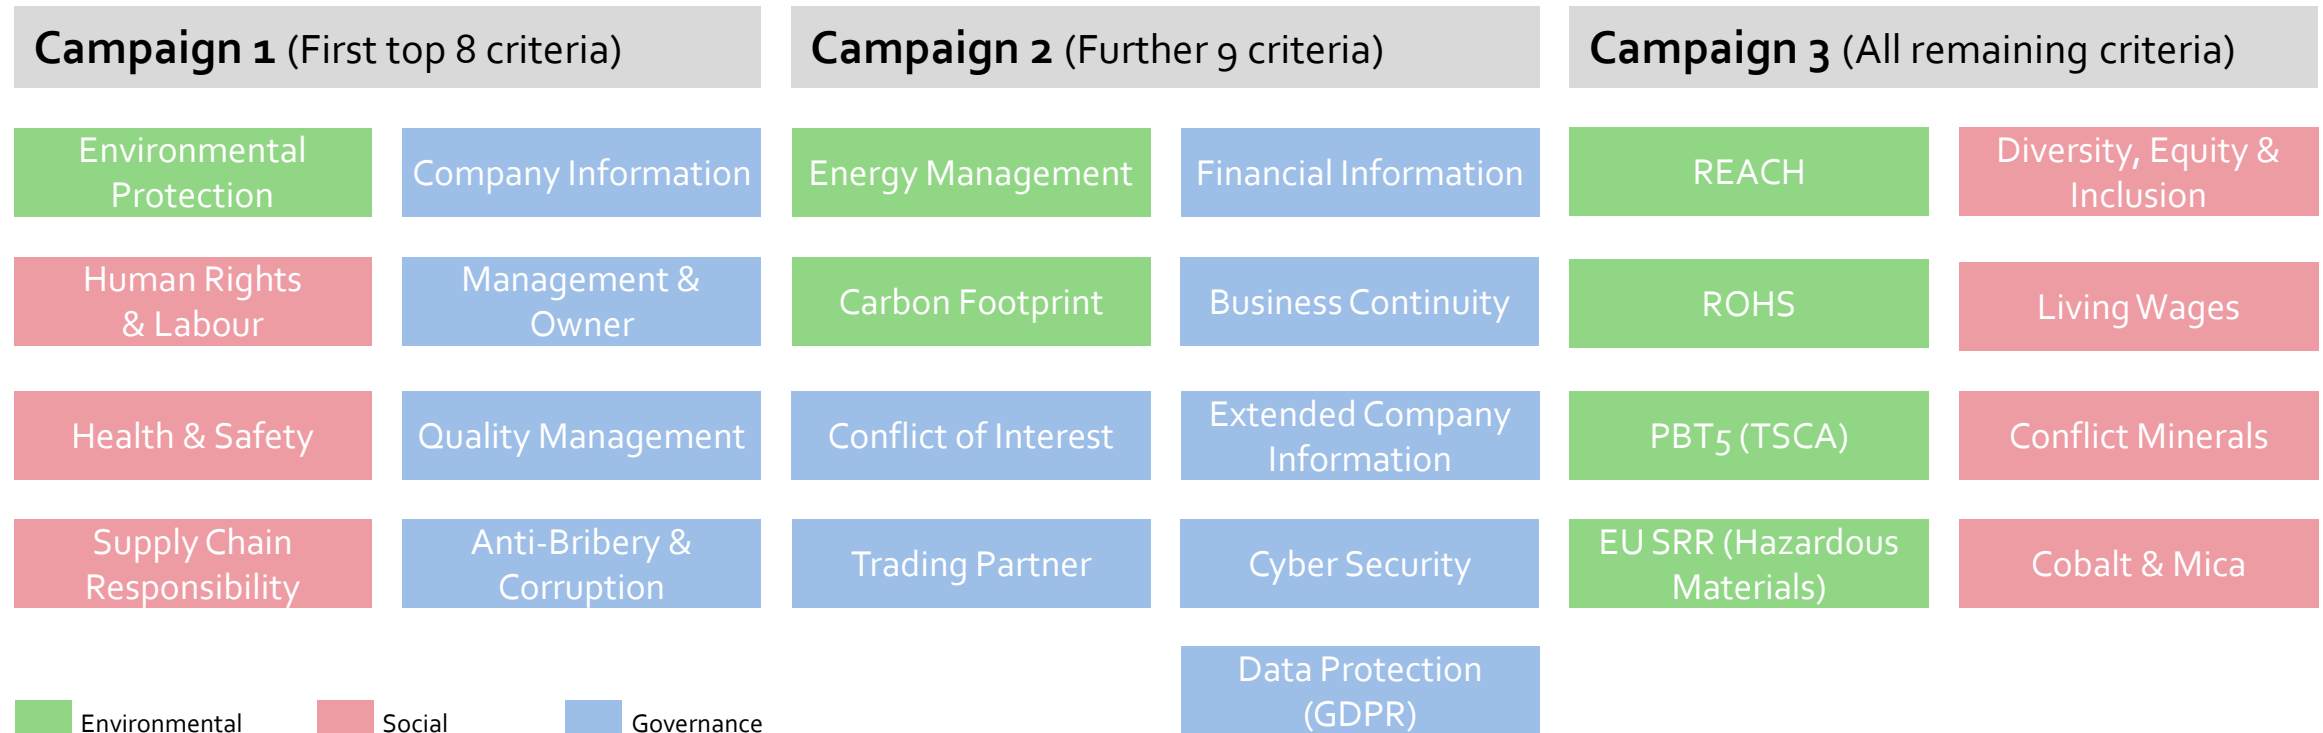 Campaign 1 (First top 8 criteria)
Environmental
Protection
Company Information
Human Rights
& Labour
Management &
Owner
Health & Safety
Quality Management
Supply Chain
Responsibility
Anti-Bribery &
Corruption
Campaign 2 (Further 9 criteria)
Energy Management
Financial Information
Carbon Footprint
Business Continuity
Conflict of Interest
Extended Company
Information
Trading Partner
Cyber Security
Data Protection
(GDPR)
Campaign 3 (All remaining criteria)
REACH
Diversity, Equity &
Inclusion
ROHS
Living Wages
PBT5 (TSCA)
Conflict Minerals
EU SRR (Hazardous
Materials)
Cobalt & Mica
Environmental
Social
Governance